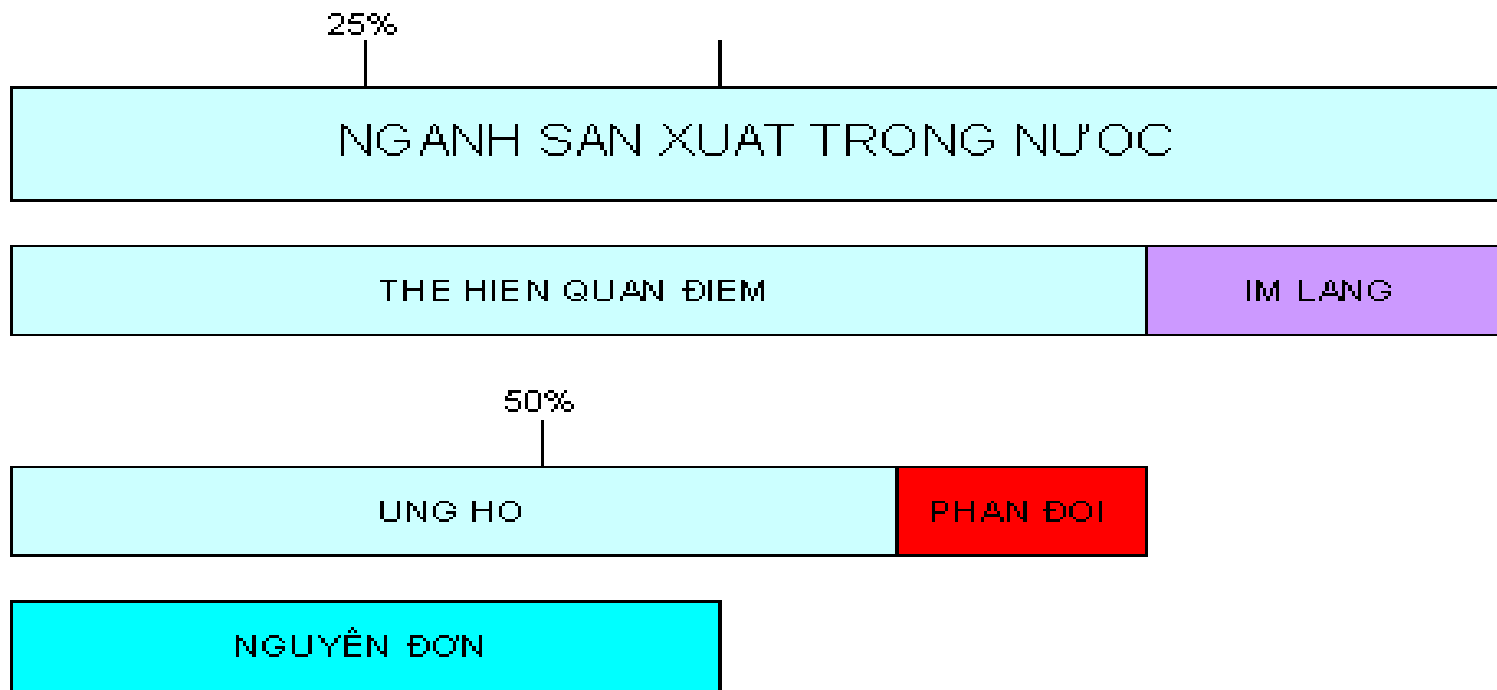 25%
NGANH SAN XUAT TRONG NƯOC
THE HIEN QUAN ĐIEM
IM LANG
50%
UNG HO
PHAN ĐOI
NGUYÊN ĐƠN